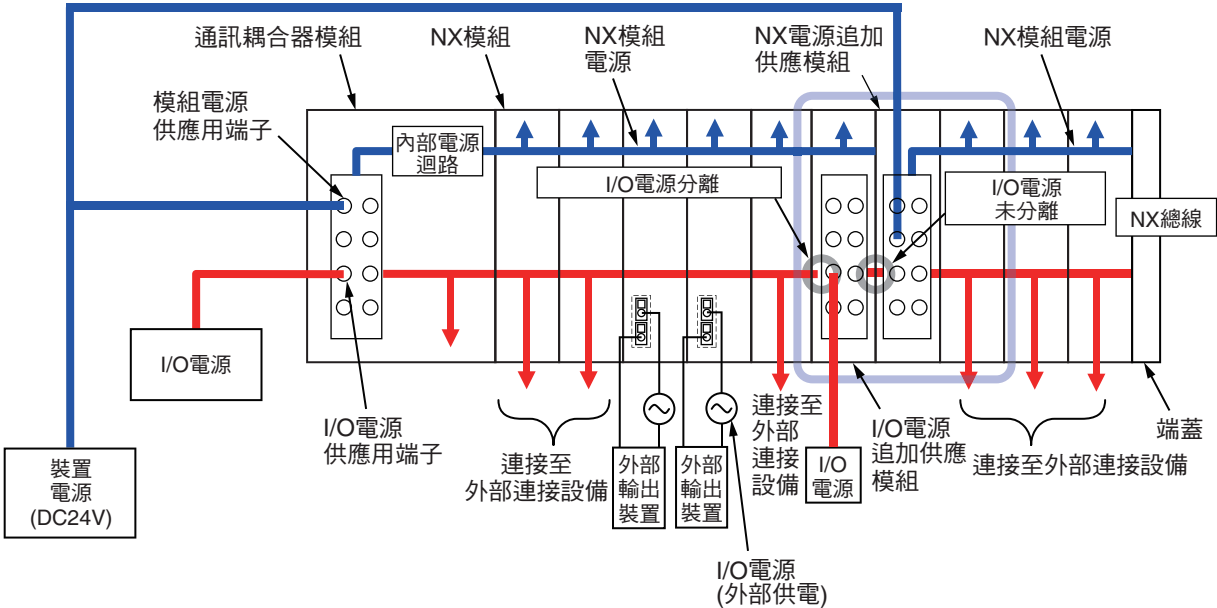 通訊耦合器模組
NX模組
NX模組
電源
NX電源追加
供應模組
NX模組電源
模組電源
供應用端子
內部電源
迴路
I/O電源分離
I/O電源
未分離
NX總線
I/O電源
I/O電源
供應用端子
連接至
外部連接設備
外部
輸出
裝置
外部
輸出
裝置
連接至
外部
連接
設備
I/O
電源
I/O電源
追加供應
模組
連接至外部連接設備
端蓋
裝置
電源
(DC24V)
I/O電源
(外部供電)